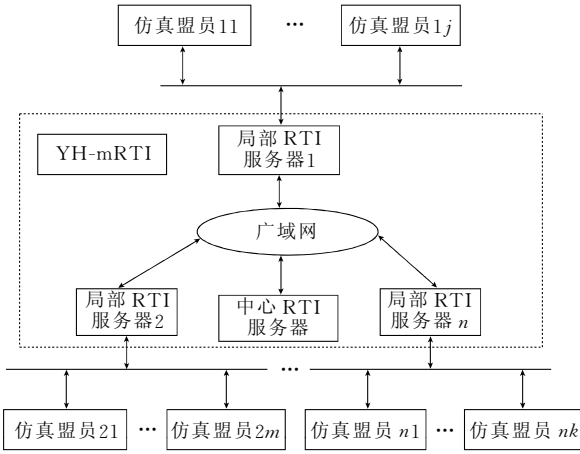 仿真盟员11
···
仿真盟员1j
YH-mRTI
局部 RTI
服务器1
广域网
局部 RTI
服务器2
中心 RTI
服务器
局部 RTI
服务器 n
···
仿真盟员21
···
仿真盟员2m
仿真盟员 n1
···
仿真盟员 nk